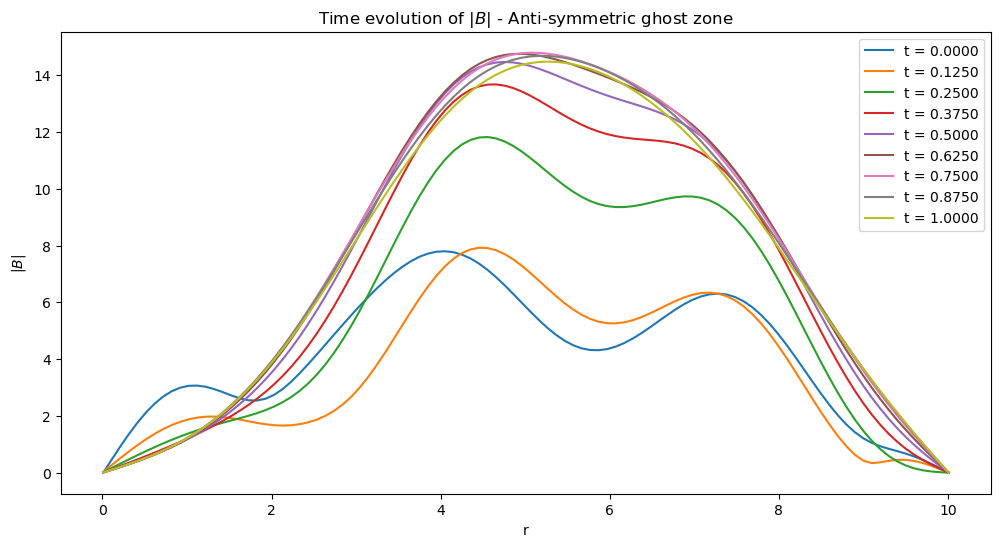 Time evolution of |B| - Anti-symmetric ghost zone
|B|
14
12
10
8
6
4
2
0
t = 0.0000
t = 0.1250
t = 0.2500
t = 0.3750
t = 0.5000
t = 0.6250
t = 0.7500
t = 0.8750
t = 1.0000
0 2 4 6 8 10
r